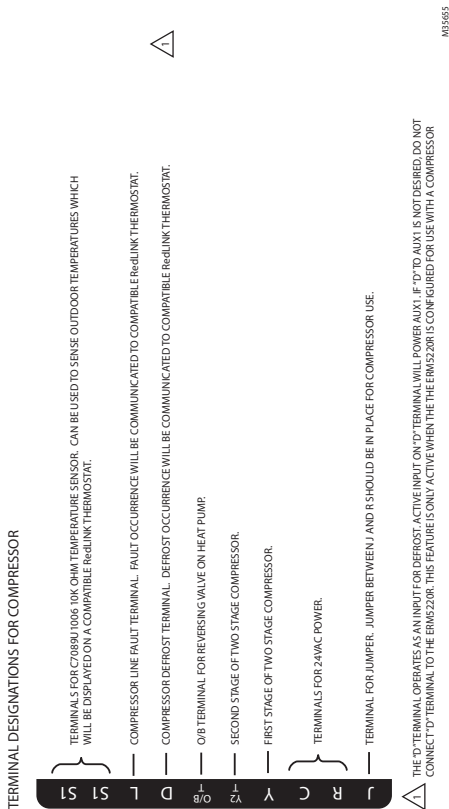 TERMINAL DESIGNATIONS FOR COMPRESSOR
S1
S1
TERMINALS FOR C7089U1006 10K OHM TEMPERATURE SENSOR. CAN BE USED TO SENSE OUTDOOR TEMPERATURES WHICH
WILL BE DISPLAYED ON A COMPATIBLE RedLINK THERMOSTAT.
L
COMPRESSOR LINE FAULT TERMINAL. FAULT OCCURRENCE WILL BE COMMUNICATED TO COMPATIBLE RedLINK THERMOSTAT.
D
COMPRESSOR DEFROST TERMINAL. DEFROST OCCURRENCE WILL BE COMMUNICATED TO COMPATIBLE RedLINK THERMOSTAT.
1
O/B
T
O/B TERMINAL FOR REVERSING VALVE ON HEAT PUMP.
Y2
T
SECOND STAGE OF TWO STAGE COMPRESSOR.
Y
FIRST STAGE OF TWO STAGE COMPRESSOR.
C
R
TERMINALS FOR 24VAC POWER.
J
TERMINAL FOR JUMPER. JUMPER BETWEEN J AND R SHOULD BE IN PLACE FOR COMPRESSOR USE.
1
THE "D" TERMINAL OPERATES AS AN INPUT FOR DEFROST. ACTIVE INPUT ON "D" TERMINAL WILL POWER AUX1. IF "D" TO AUX1 IS NOT DESIRED, DO NOT
CONNECT "D" TERMINAL TO THE ERM5220R. THIS FEATURE IS ONLY ACTIVE WHEN THE THE ERM5220R IS CONFIGURED FOR USE WITH A COMPRESSOR
M35655